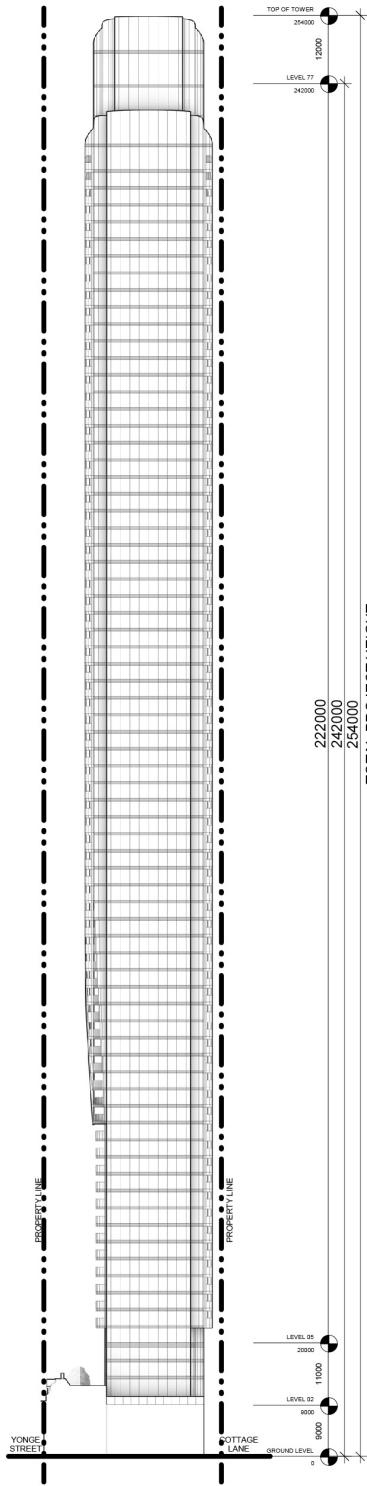 TOP OF TOWER
254000
12000
LEVEL 77
242000
222000
242000
254000
PROPERTY LINE
PROPERTY LINE
LEVEL 05
20000
11000
LEVEL 02
9000
9000
YONGE
STREET
COTTAGE
LANE
GROUND LEVEL
0